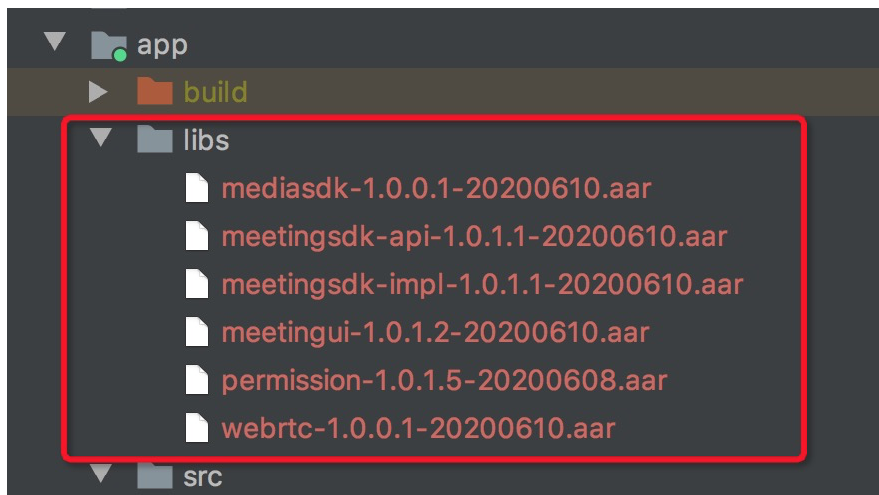 app
build
libs
mediasdk-1.0.0.1-20200610.aar
meetingsdk-api-1.0.1.1-20200610.aar
meetingsdk-impl-1.0.1.1-20200610.aar
meetingui-1.0.1.2-20200610.aar
permission-1.0.1.5-20200608.aar
webrtc-1.0.0.1-20200610.aar
src